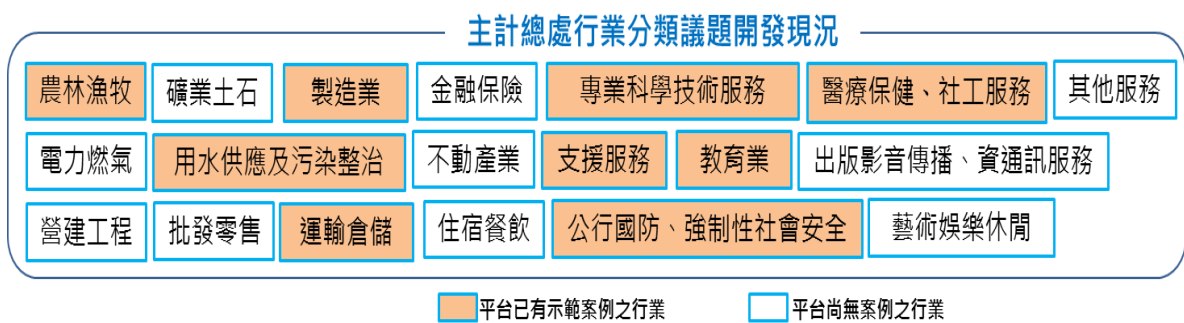 主計總處行業分類議題開發現況
農林漁牧 礦業土石 製造業 金融保險 專業科學技術服務 醫療保健、社工服務 其他服務
電力燃氣 用水供應及污染整治 不動產業 支援服務 教育業 出版影音傳播、資通訊服務
營建工程 批發零售 運輸倉儲 住宿餐飲 公行國防、強制性社會安全 藝術娛樂休閒
平台已有示範案例之行業 平台尚無案例之行業